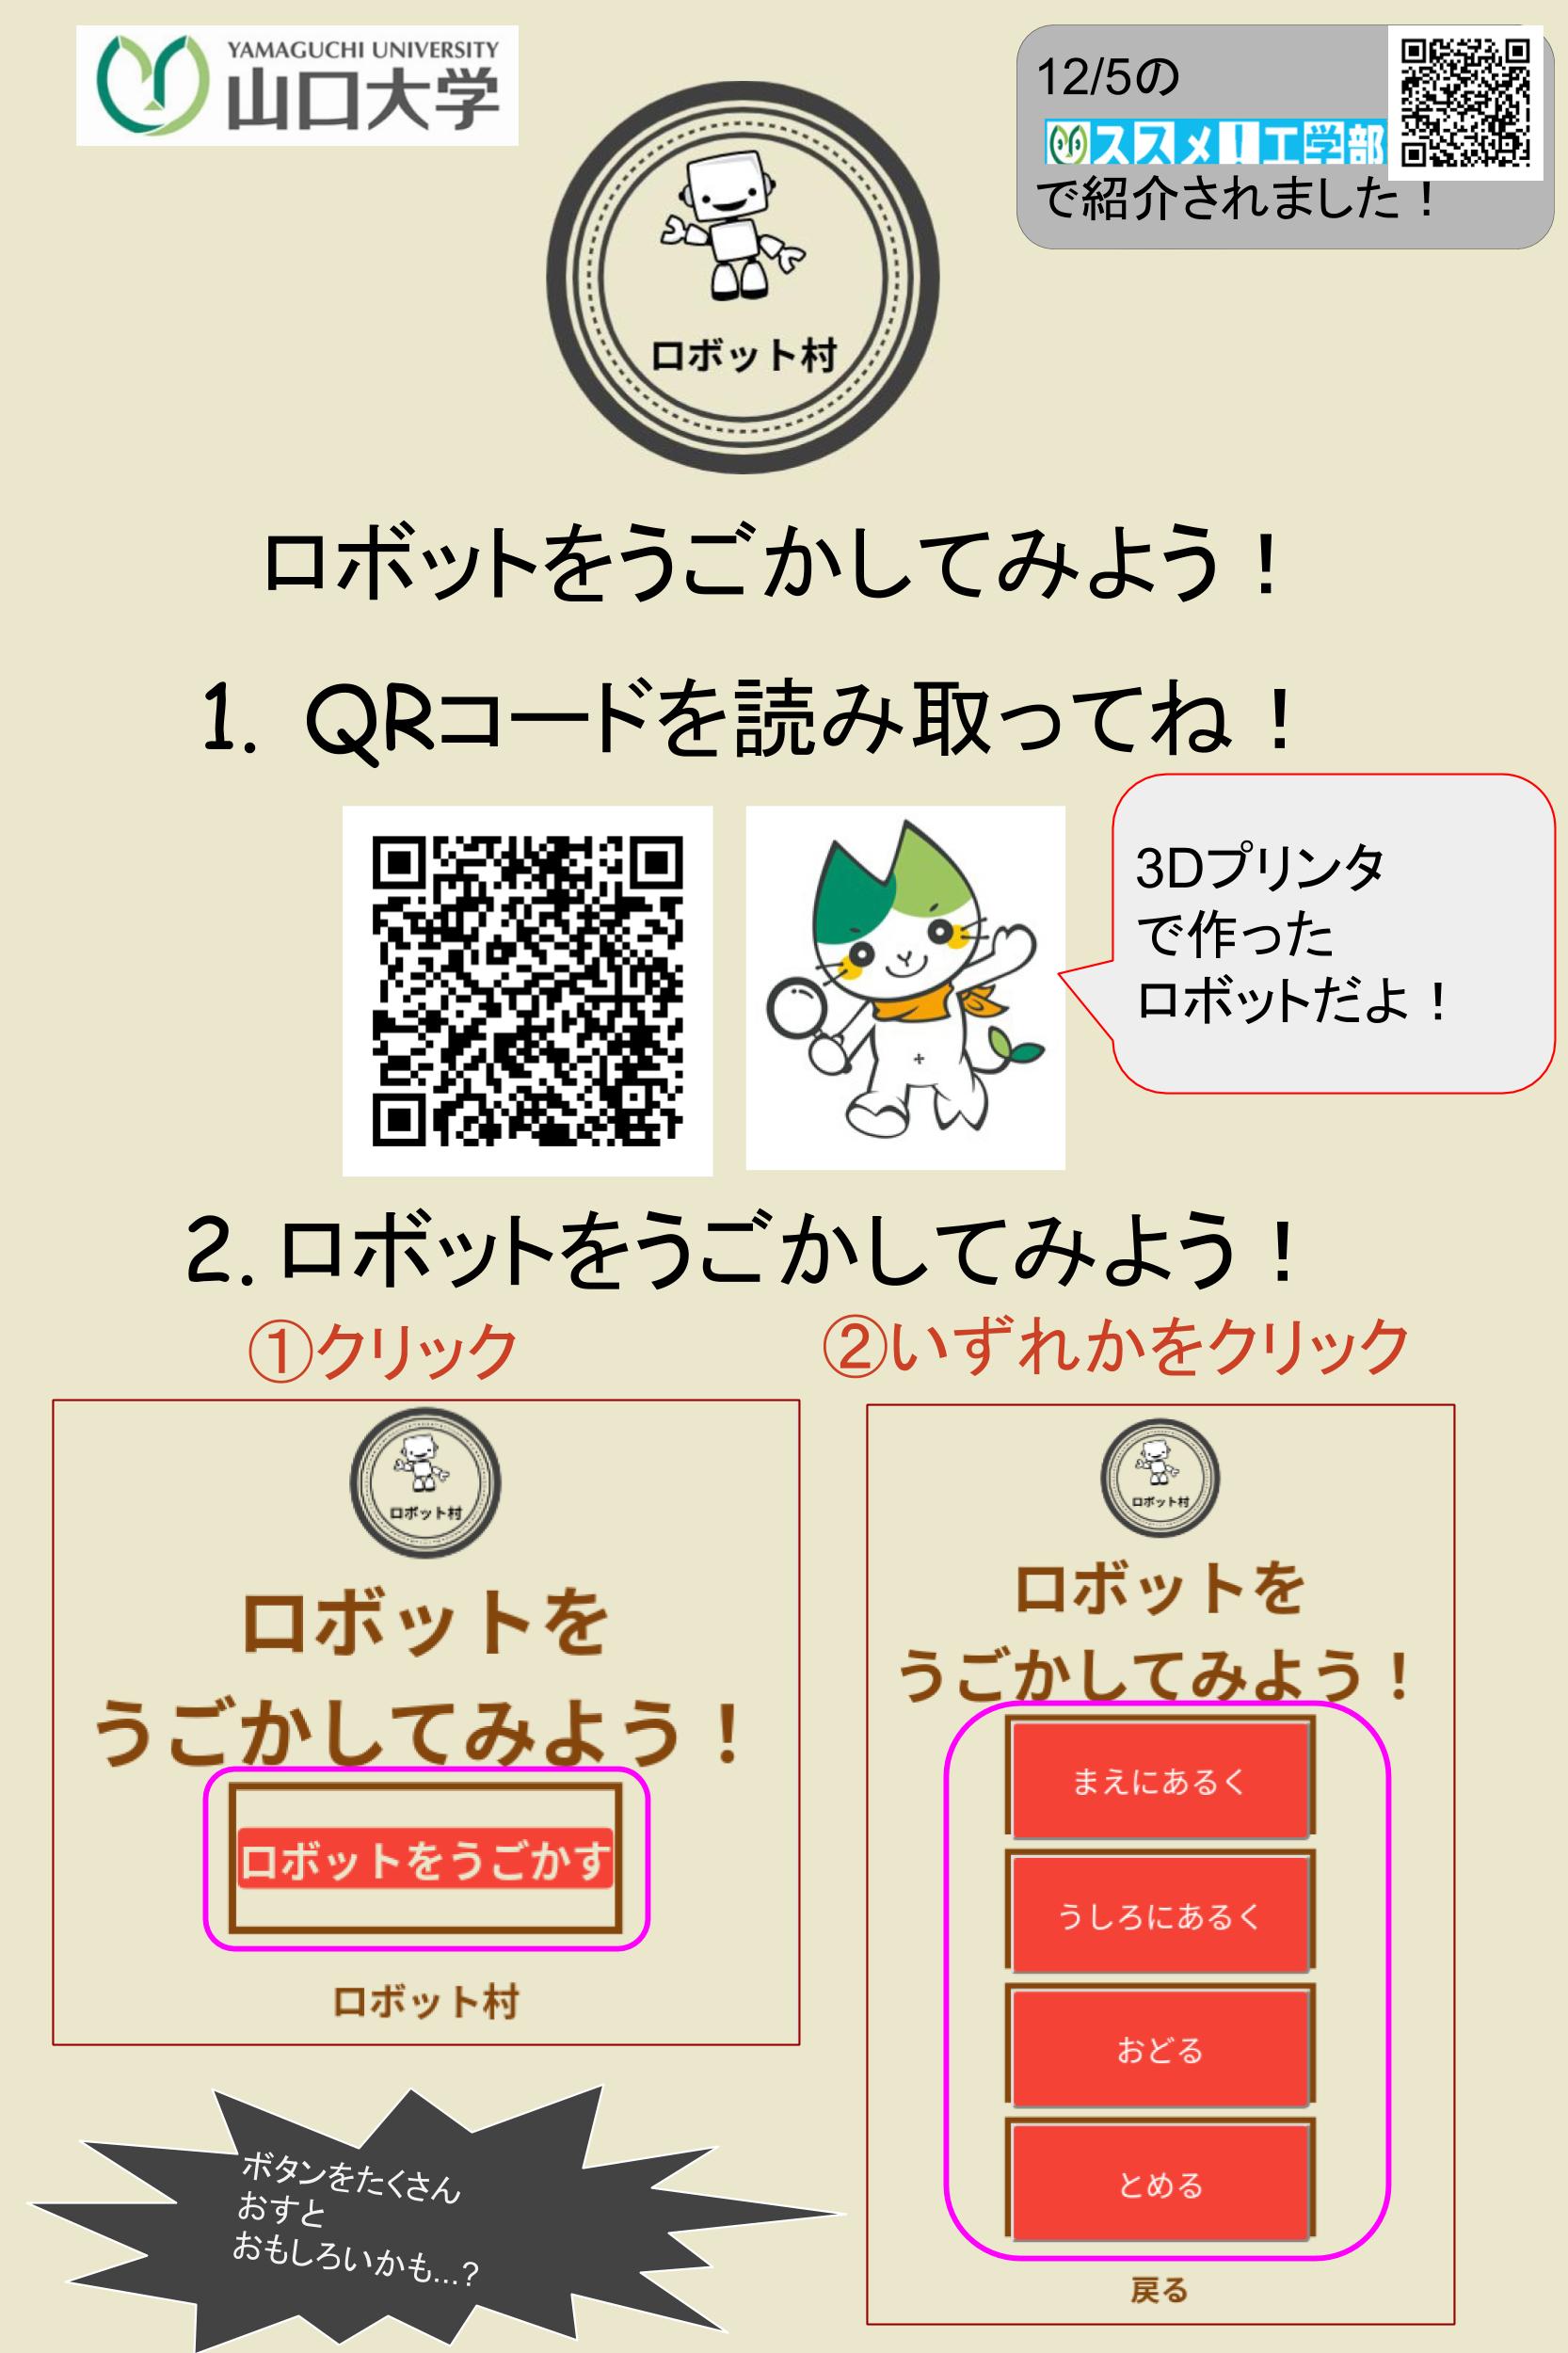 YAMAGUCHI UNIVERSITY
山口大学
12/5の
ススメ！工学部
で紹介されました！
ロボット村
ロボットをうごかしてみよう！
1. QRコードを読み取ってね！
3Dプリンタ
で作った
ロボットだよ！
2. ロボットをうごかしてみよう！
①クリック
②いずれかをクリック
ロボット村
ロボットを
うごかしてみよう！
ロボットをうごかす
ロボット村
ロボット村
ロボットを
うごかしてみよう！
まえにあるく
うしろにあるく
おどる
とめる
戻る
ボタンをたくさん
おすと
おもしろいかも...?